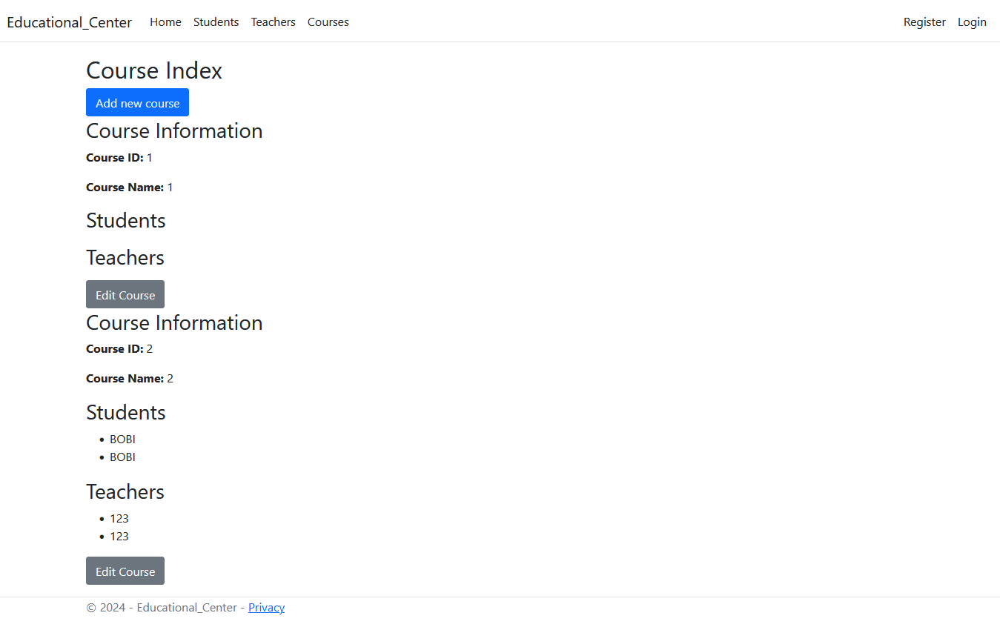 Educational_Center Home Students Teachers Courses Register Login
Course Index
Add new course
Course Information
Course ID: 1
Course Name: 1
Students
Teachers
Edit Course
Course Information
Course ID: 2
Course Name: 2
Students
• BOBI
• BOBI
Teachers
• 123
• 123
Edit Course
© 2024 - Educational_Center - Privacy